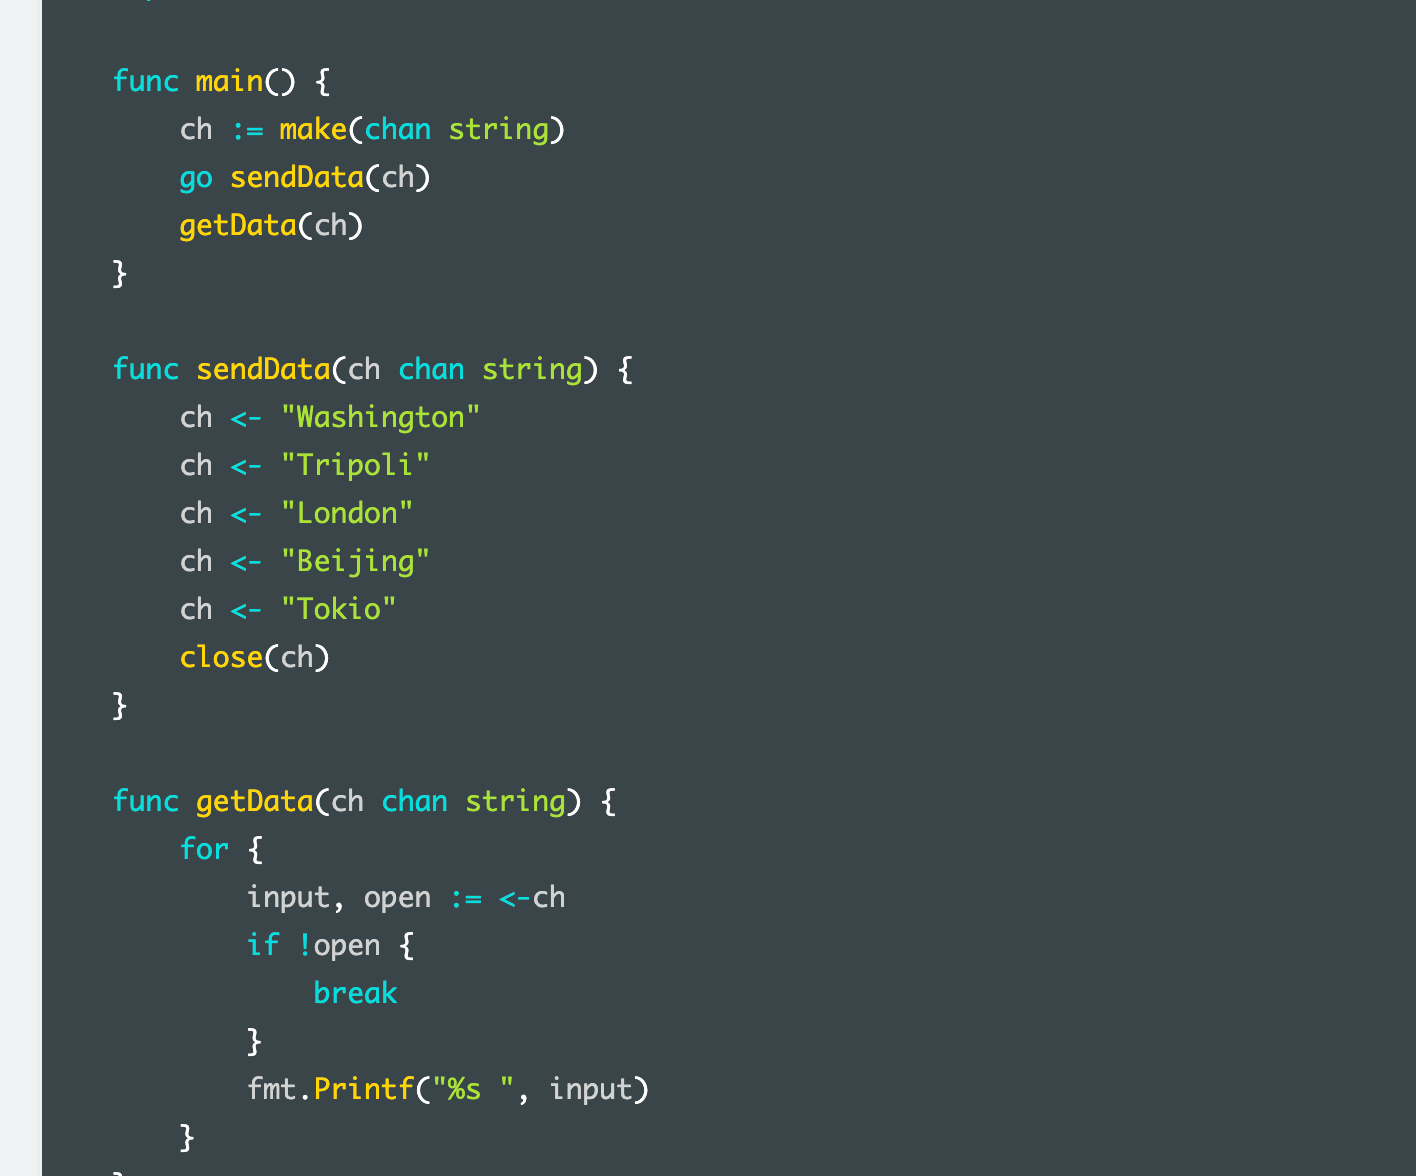 func main() {
    ch := make(chan string)
    go sendData(ch)
    getData(ch)
}

func sendData(ch chan string) {
    ch <- "Washington"
    ch <- "Tripoli"
    ch <- "London"
    ch <- "Beijing"
    ch <- "Tokio"
    close(ch)
}

func getData(ch chan string) {
    for {
        input, open := <-ch
        if !open {
            break
        }
        fmt.Printf("%s ", input)
    }